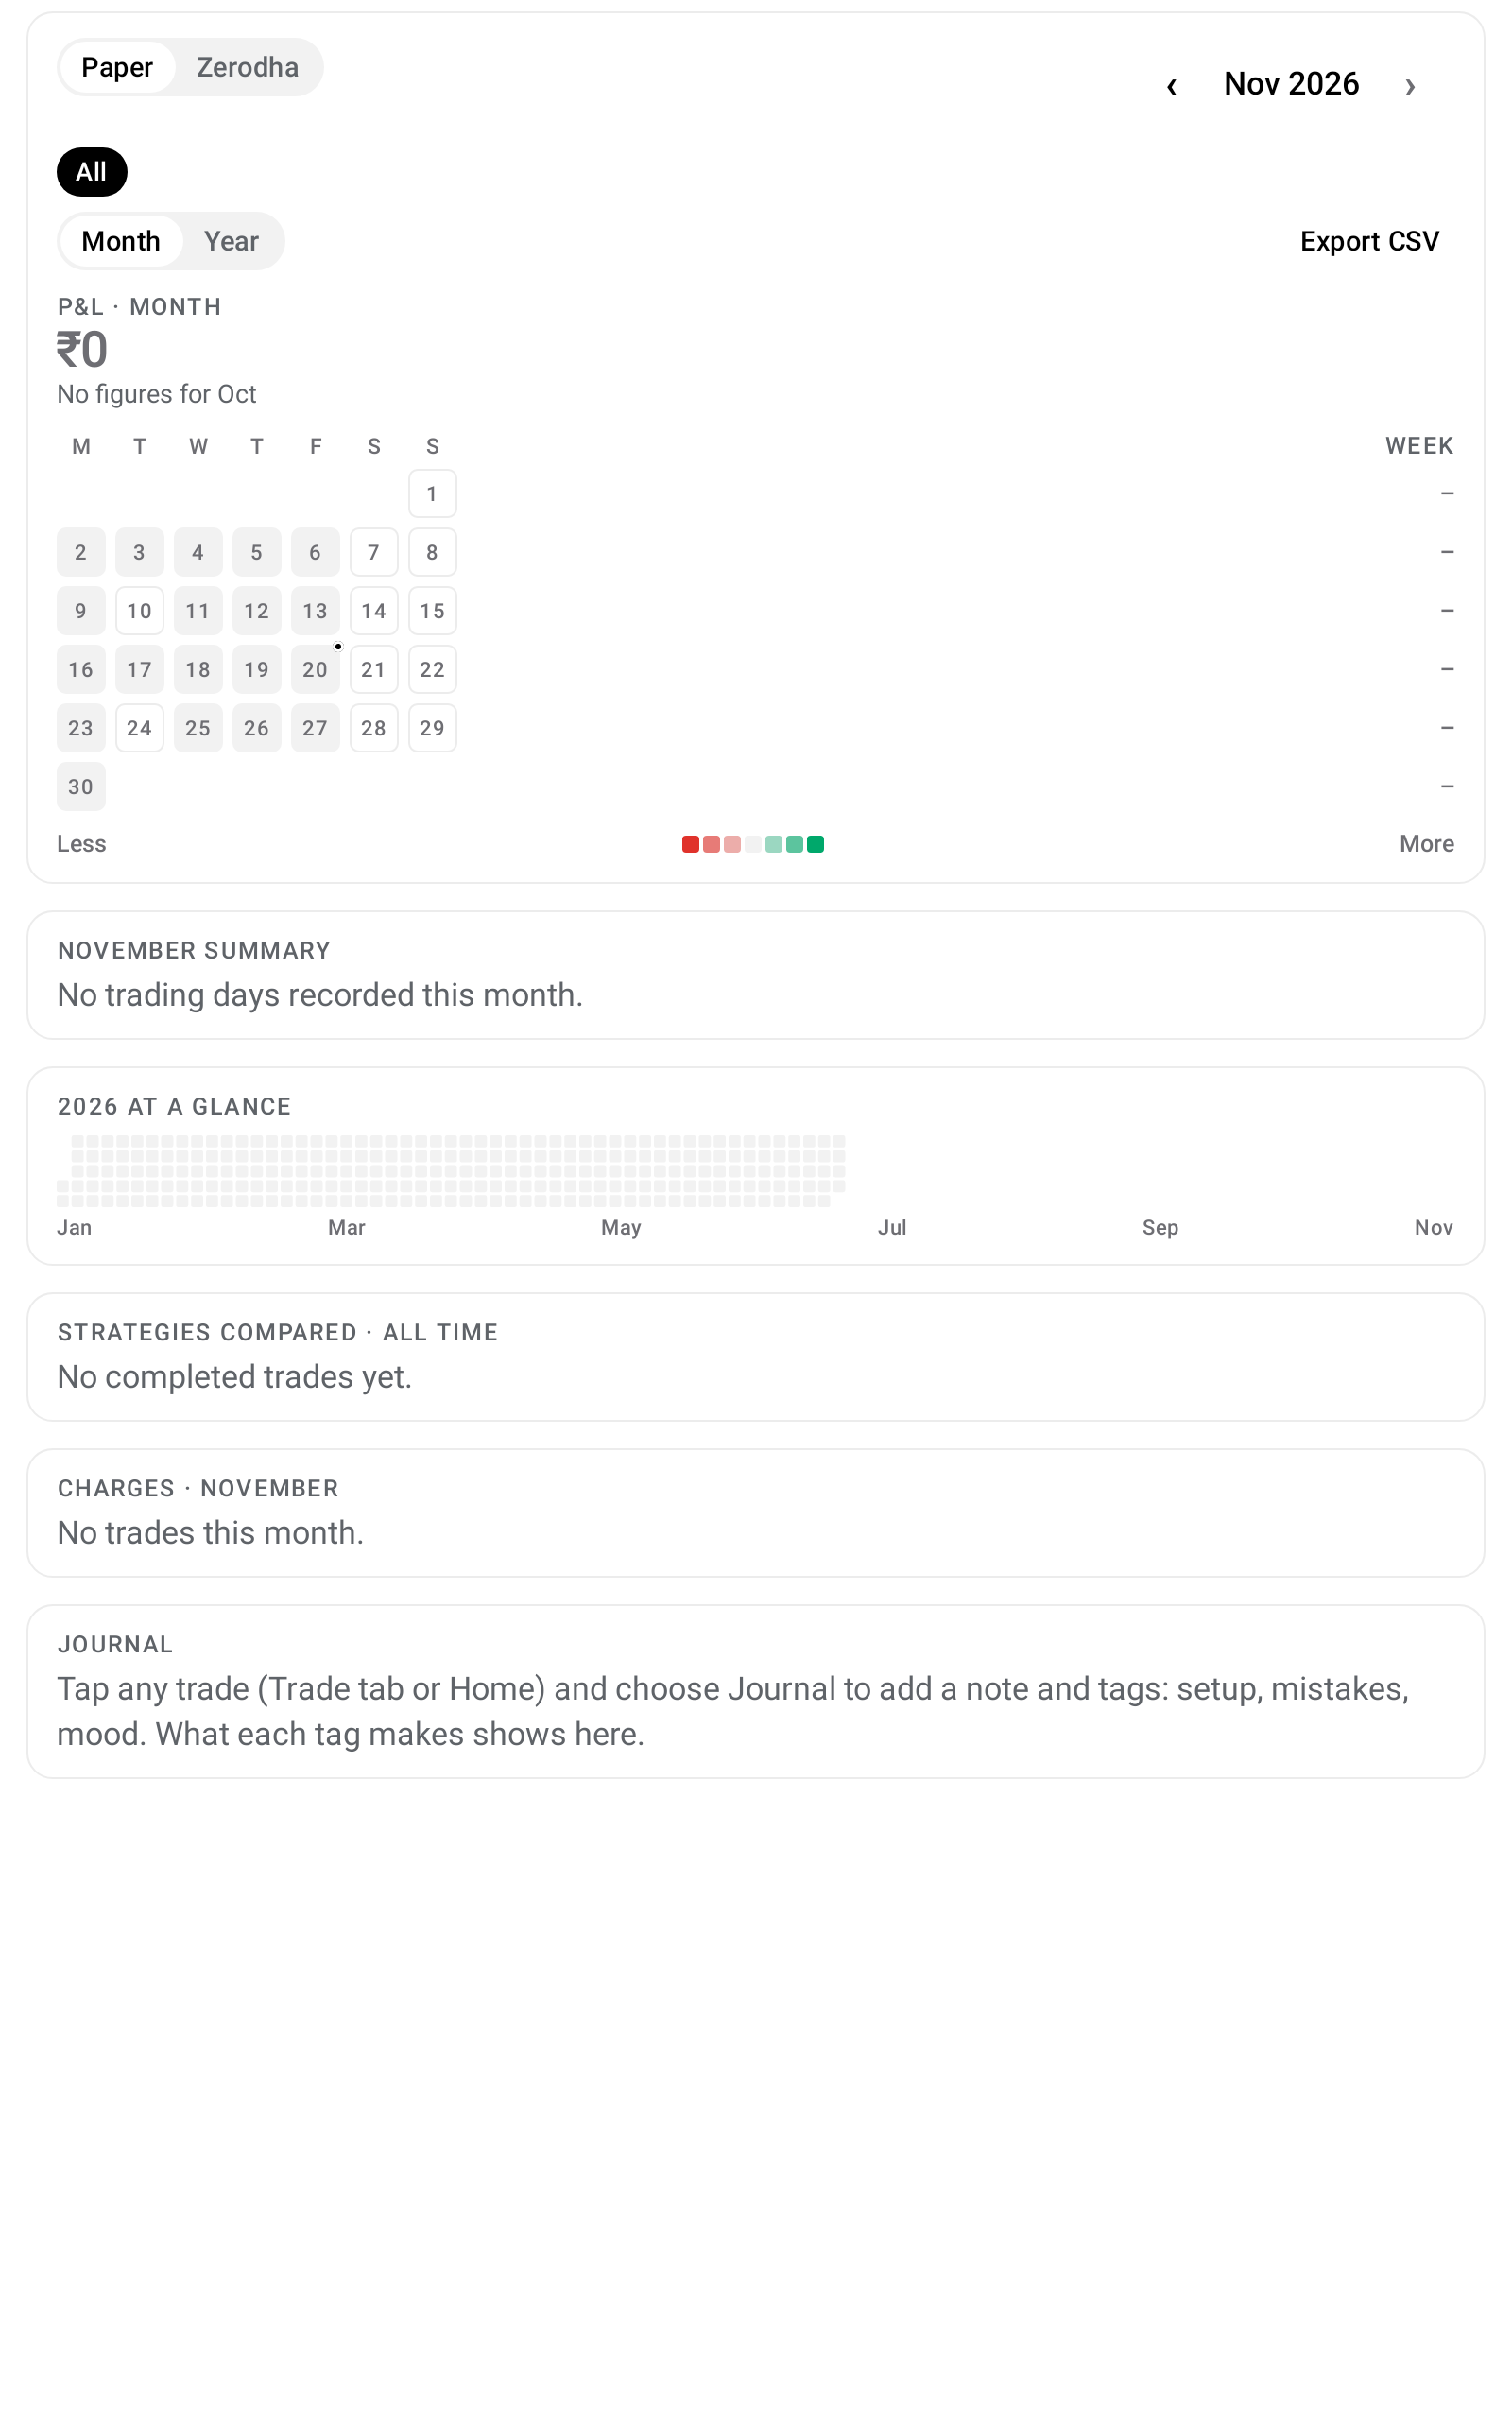 Paper Zerodha
‹ Nov 2026 ›
All
Month Year
Export CSV
P&L · MONTH
₹0
No figures for Oct
M T W T F S S WEEK
1 –
2 3 4 5 6 7 8 –
9 10 11 12 13 14 15 –
16 17 18 19 20 21 22 –
23 24 25 26 27 28 29 –
30 –
Less More
NOVEMBER SUMMARY
No trading days recorded this month.
2026 AT A GLANCE
Jan Mar May Jul Sep Nov
STRATEGIES COMPARED · ALL TIME
No completed trades yet.
CHARGES · NOVEMBER
No trades this month.
JOURNAL
Tap any trade (Trade tab or Home) and choose Journal to add a note and tags: setup, mistakes,
mood. What each tag makes shows here.